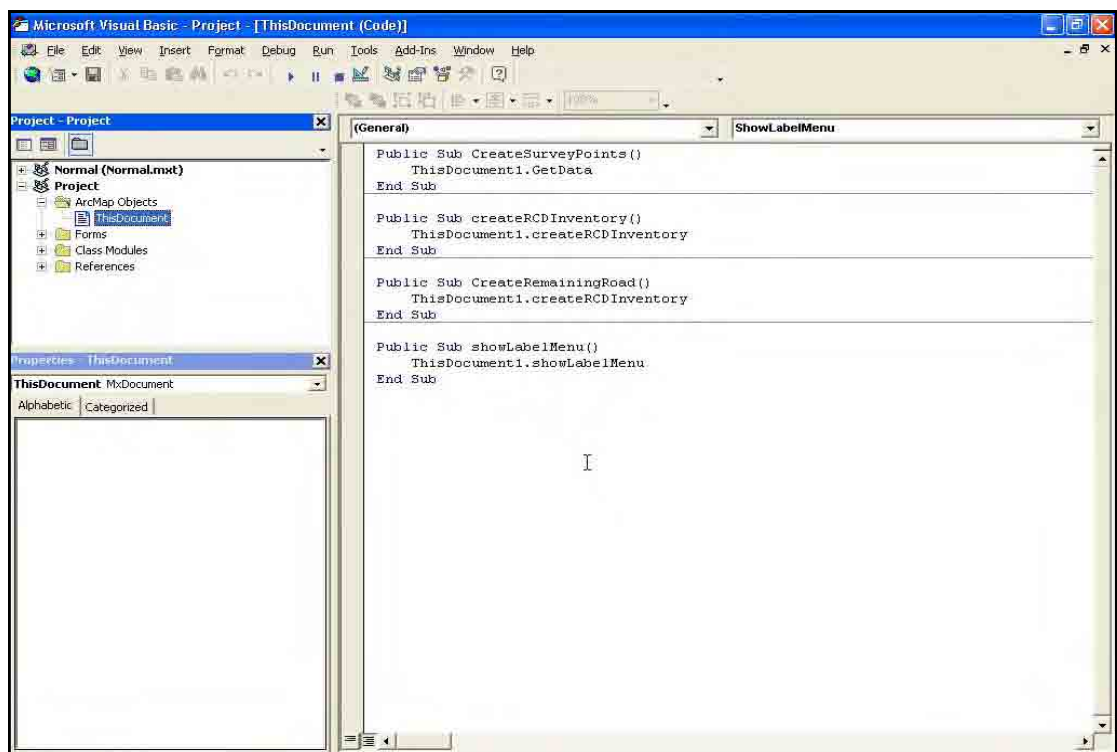 Microsoft Visual Basic - Project - [ThisDocument (Code)]
File Edit View Insert Format Debug Run Tools Add-Ins Window Help
100%
Project - Project
Normal (Normal.mxt)
Project
ArcMap Objects
ThisDocument
Forms
Class Modules
References
Properties - ThisDocument
ThisDocument MxDocument
Alphabetic Categorized
(General) ShowLabelMenu
Public Sub CreateSurveyPoints()
ThisDocument1.GetData
End Sub
Public Sub createRCDInventory()
ThisDocument1.createRCDInventory
End Sub
Public Sub CreateRemainingRoad()
ThisDocument1.createRCDInventory
End Sub
Public Sub showLabelMenu()
ThisDocument1.showLabelMenu
End Sub